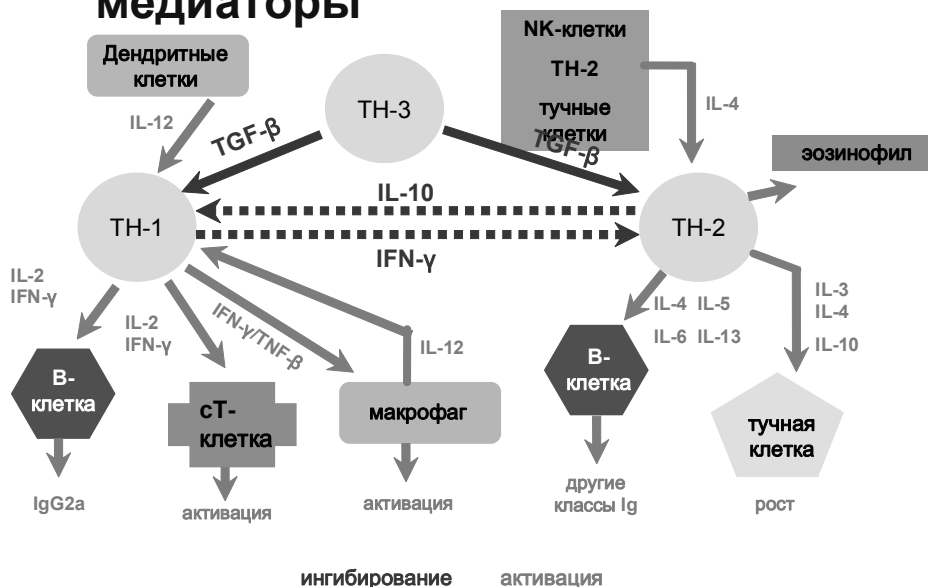 медиаторы
Дендритные
клетки
NK-клетки
TH-2
тучные
клетки
TH-3
IL-12
TGF-β
TGF-β
IL-4
эозинофил
IL-10
TH-1
TH-2
IFN-γ
IL-2
IFN-γ
IL-2
IFN-γ
IFN-γ/TNF-β
IL-12
IL-4 IL-5
IL-6 IL-13
IL-3
IL-4
IL-10
В-
клетка
сТ-
клетка
макрофаг
В-
клетка
тучная
клетка
IgG2a
активация
активация
другие
классы Ig
рост
ингибирование активация